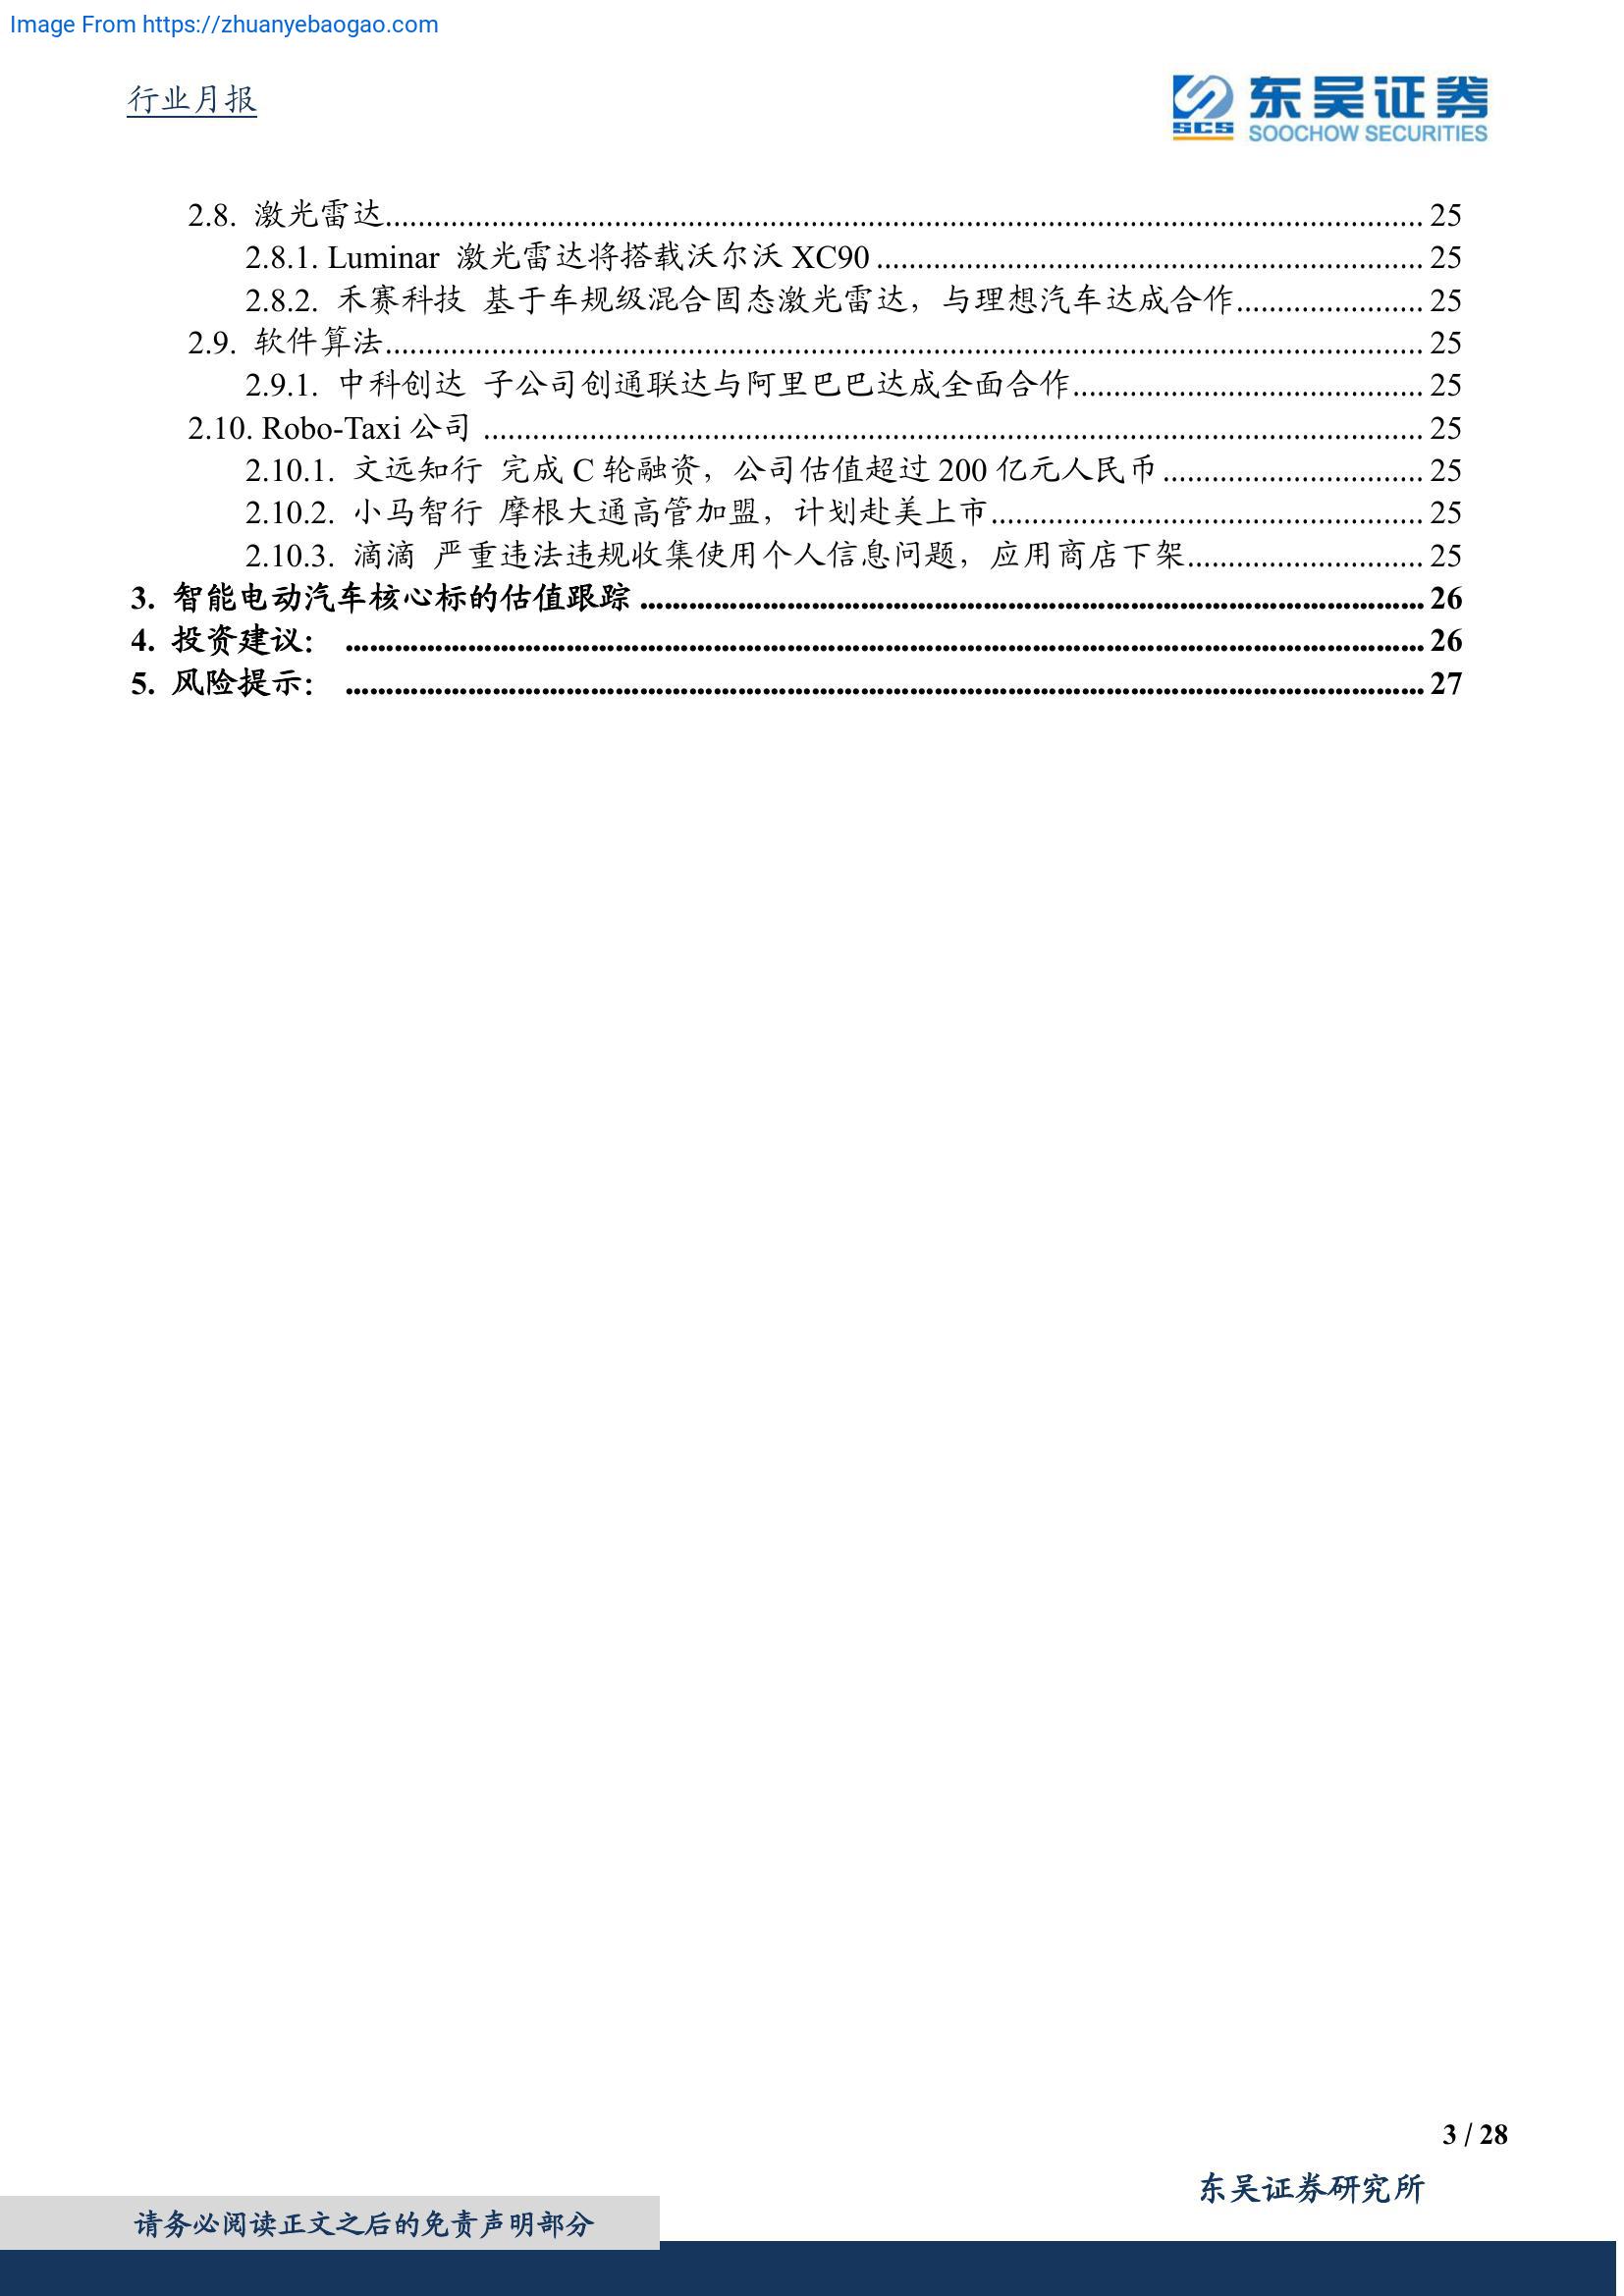 Image From https://zhuanyebaogao.com
行业月报
东吴证券
SCS
SOOCHOW SECURITIES
2.8. 激光雷达 25
2.8.1. Luminar 激光雷达将搭载沃尔沃 XC90 25
2.8.2. 禾赛科技 基于车规级混合固态激光雷达，与理想汽车达成合作 25
2.9. 软件算法 25
2.9.1. 中科创达 子公司创通联达与阿里巴巴达成全面合作 25
2.10. Robo-Taxi 公司 25
2.10.1. 文远知行 完成 C 轮融资，公司估值超过 200 亿元人民币 25
2.10.2. 小马智行 摩根大通高管加盟，计划赴美上市 25
2.10.3. 滴滴 严重违法违规收集使用个人信息问题，应用商店下架 25
3. 智能电动汽车核心标的估值跟踪 26
4. 投资建议： 26
5. 风险提示： 27
3 / 28
东吴证券研究所
请务必阅读正文之后的免责声明部分